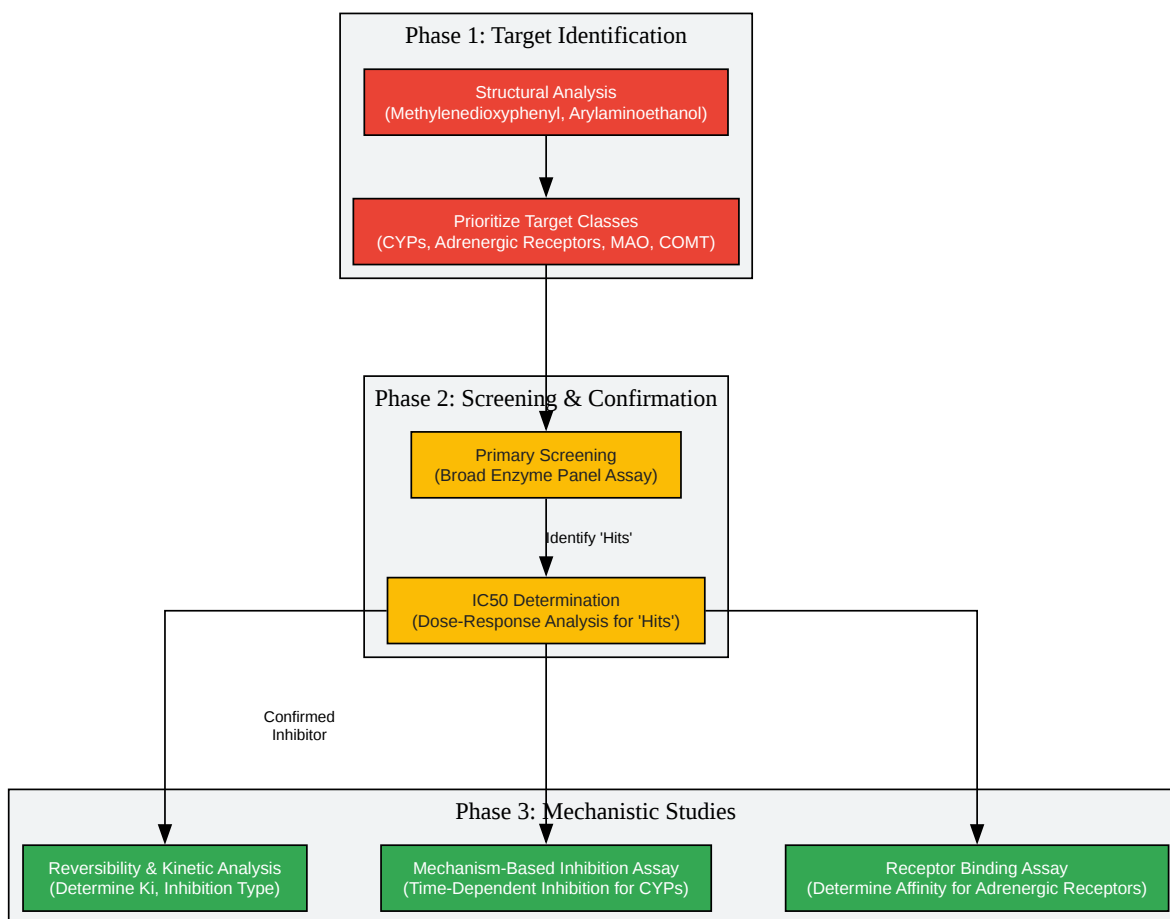 Phase 1: Target Identification
Structural Analysis
(Methylenedioxyphenyl, Arylaminoethanol)
Prioritize Target Classes
(CYPs, Adrenergic Receptors, MAO, COMT)
Phase 2: Screening & Confirmation
Primary Screening
(Broad Enzyme Panel Assay)
Identify 'Hits'
IC50 Determination
(Dose-Response Analysis for 'Hits')
Confirmed
Inhibitor
Phase 3: Mechanistic Studies
Reversibility & Kinetic Analysis
(Determine Ki, Inhibition Type)
Mechanism-Based Inhibition Assay
(Time-Dependent Inhibition for CYPs)
Receptor Binding Assay
(Determine Affinity for Adrenergic Receptors)